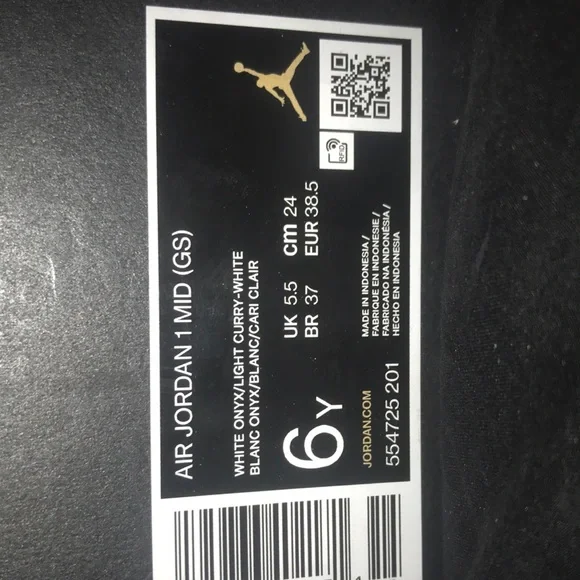 AIR JORDAN 1 MID (GS)
WHITE ONYX/LIGHT CURRY-WHITE
BLANC ONYX/BLANC/CARI CLAIR
6Y
UK 5.5 cm 24
BR 37 EUR 38.5
RFID
MADE IN INDONESIA /
FABRIQUE EN INDONESIE /
FABRICADO NA INDONÉSIA /
HECHO EN INDONESIA
JORDAN.COM
554725 201